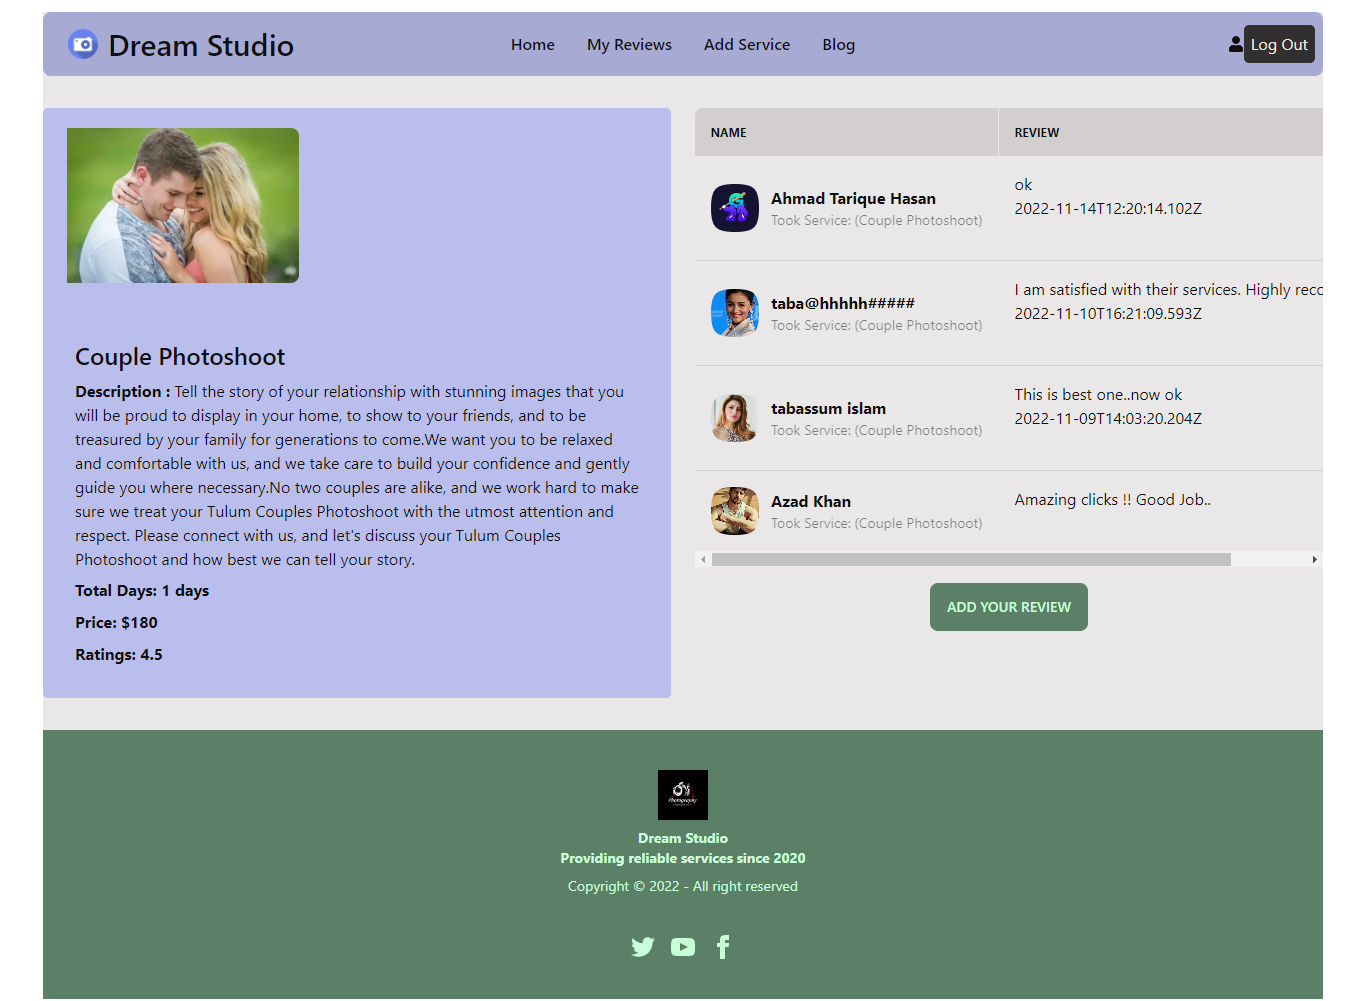 Dream Studio
Home
My Reviews
Add Service
Blog
Log Out
Couple Photoshoot
Description : Tell the story of your relationship with stunning images that you
will be proud to display in your home, to show to your friends, and to be
treasured by your family for generations to come.We want you to be relaxed
and comfortable with us, and we take care to build your confidence and gently
guide you where necessary.No two couples are alike, and we work hard to make
sure we treat your Tulum Couples Photoshoot with the utmost attention and
respect. Please connect with us, and let's discuss your Tulum Couples
Photoshoot and how best we can tell your story.
Total Days: 1 days
Price: $180
Ratings: 4.5
NAME
REVIEW
Ahmad Tarique Hasan
Took Service: (Couple Photoshoot)
ok
2022-11-14T12:20:14.102Z
taba@hhhhh#####
Took Service: (Couple Photoshoot)
I am satisfied with their services. Highly reco
2022-11-10T16:21:09.593Z
tabassum islam
Took Service: (Couple Photoshoot)
This is best one..now ok
2022-11-09T14:03:20.204Z
Azad Khan
Took Service: (Couple Photoshoot)
Amazing clicks !! Good Job..
ADD YOUR REVIEW
Photography
Dream Studio
Providing reliable services since 2020
Copyright © 2022 - All right reserved